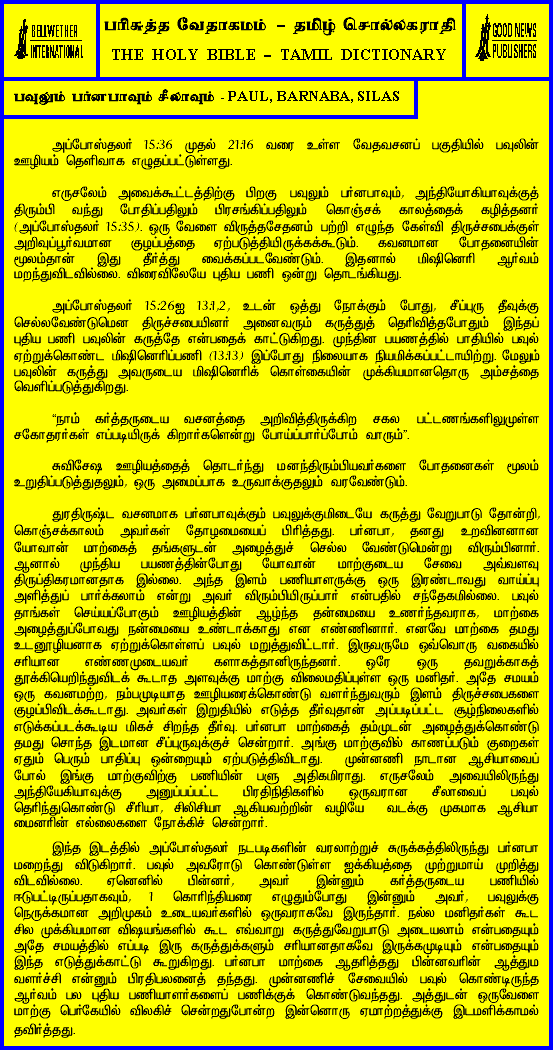 BELLWETHER
INTERNATIONAL
பரிசுத்த வேதாகமம் – தமிழ் சொல்லகராதி
THE HOLY BIBLE – TAMIL DICTIONARY
GOOD NEWS
PUBLISHERS
பவுலும் பர்னபாவும் சீலாவும் - PAUL, BARNABA, SILAS
அப்போஸ்தலர் 15:36 முதல் 21:16 வரை உள்ள வேதவசனப் பகுதியில் பவுலின்
ஊழியம் தெளிவாக எழுதப்பட்டுள்ளது.
எருசலேம் அவைக்கூட்டத்திற்கு பிறகு பவுலும் பர்னபாவும், அந்தியோகியாவுக்குத்
திரும்பி வந்து போதிப்பதிலும் பிரசங்கிப்பதிலும் கொஞ்சக் காலத்தைக் கழித்தனர்
(அப்போஸ்தலர் 15:35). ஒரு வேளை விருத்தசேதனம் பற்றி எழுந்த கேள்வி திருச்சபைக்குள்
அறிவுப்பூர்வமான குழப்பத்தை ஏற்படுத்தியிருக்கக்கூடும். கவனமான போதனையின்
மூலம்தான் இது தீர்த்து வைக்கப்படவேண்டும். இதனால் மிஷினெரி ஆர்வம்
மறந்துவிடவில்லை. விரைவிலேயே புதிய பணி ஒன்று தொடங்கியது.
அப்போஸ்தலர் 15:26ஐ 13:1,2, உடன் ஒத்து நோக்கும் போது, சீப்புரு தீவுக்கு
செல்லவேண்டுமென திருச்சபையினர் அனைவரும் கருத்துத் தெரிவித்தபோதும் இந்தப்
புதிய பணி பவுலின் கருத்தே என்பதைக் காட்டுகிறது. முந்தின பயணத்தில் பாதியில் பவுல்
ஏற்றுக்கொண்ட மிஷினெரிப்பணி (13:13) இப்போது நிலையாக நியமிக்கப்பட்டாயிற்று. மேலும்
பவுலின் கருத்து அவருடைய மிஷினெரிக் கொள்கையின் முக்கியமானதொரு அம்சத்தை
வெளிப்படுத்துகிறது.
“நாம் கர்த்தருடைய வசனத்தை அறிவித்திருக்கிற சகல பட்டணங்களிலுமுள்ள
சகோதரர்கள் எப்படியிருக் கிறார்களென்று போய்ப்பார்ப்போம் வாரும்”.
சுவிசேஷ ஊழியத்தைத் தொடர்ந்து மனந்திரும்பியவர்களை போதனைகள் மூலம்
உறுதிப்படுத்துதலும், ஒரு அமைப்பாக உருவாக்குதலும் வரவேண்டும்.
துரதிருஷ்ட வசனமாக பர்னபாவுக்கும் பவுலுக்குமிடையே கருத்து வேறுபாடு தோன்றி,
கொஞ்சக்காலம் அவர்கள் தோழமையைப் பிரித்தது. பர்னபா, தனது உறவினனான
யோவான் மாற்கைத் தங்களுடன் அழைத்துச் செல்ல வேண்டுமென்று விரும்பினார்.
ஆனால் முந்திய பயணத்தின்போது யோவான் மாற்குடைய சேவை அவ்வளவு
திருப்திகரமானதாக இல்லை. அந்த இளம் பணியாளருக்கு ஒரு இரண்டாவது வாய்ப்பு
அளித்துப் பார்க்கலாம் என்று அவர் விரும்பியிருப்பார் என்பதில் சந்தேகமில்லை. பவுல்
தாங்கள் செய்யப்போகும் ஊழியத்தின் ஆழ்ந்த தன்மையை உணர்ந்தவராக, மாற்கை
அழைத்துப்போவது நன்மையை உண்டாக்காது என எண்ணினார். எனவே மாற்கை தமது
உடனூழியனாக ஏற்றுக்கொள்ளப் பவுல் மறுத்துவிட்டார். இருவருமே ஒவ்வொரு வகையில்
சரியான எண்ணமுடையவர் களாகத்தானிருந்தனர். ஒரே ஒரு தவறுக்காகத்
தூக்கியெறிந்துவிடக் கூடாத அளவுக்கு மாற்கு விலைமதிப்புள்ள ஒரு மனிதர். அதே சமயம்
ஒரு கவனமற்ற, நம்பமுடியாத ஊழியரைக்கொண்டு வளர்ந்துவரும் இளம் திருச்சபைகளை
குழப்பிவிடக்கூடாது. அவர்கள் இறுதியில் எடுத்த தீர்வுதான் அப்படிப்பட்ட சூழ்நிலைகளில்
எடுக்கப்படக்கூடிய மிகச் சிறந்த தீர்வு. பர்னபா மாற்கைத் தம்முடன் அழைத்துக்கொண்டு
தமது சொந்த இடமான சீப்புருவுக்குச் சென்றார். அங்கு மாற்குவில் காணப்படும் குறைகள்
ஏதும் பெரும் பாதிப்பு ஒன்றையும் ஏற்படுத்திவிடாது. முன்னணி நாடான ஆசியாவைப்
போல் இங்கு மாற்குவிற்கு பணியின் பளு அதிகமிராது. எருசலேம் அவையிலிருந்து
அந்தியேகியாவுக்கு அனுப்பப்பட்ட பிரதிநிதிகளில் ஒருவரான சீலாவைப் பவுல்
தெரிந்துகொண்டு சீரியா, சிலிசியா ஆகியவற்றின் வழியே வடக்கு முகமாக ஆசியா
மைனரின் எல்லைகளை நோக்கிச் சென்றார்.
இந்த இடத்தில் அப்போஸ்தலர் நடபடிகளின் வரலாற்றுச் சுருக்கத்திலிருந்து பர்னபா
மறைந்து விடுகிறார். பவுல் அவரோடு கொண்டுள்ள ஐக்கியத்தை முற்றுமாய் முறித்து
விடவில்லை. ஏனெனில் பின்னர், அவர் இன்னும் கர்த்தருடைய பணியில்
ஈடுபட்டிருப்பதாகவும், 1 கொரிந்தியரை எழுதும்போது இன்னும் அவர், பவுலுக்கு
நெருக்கமான அறிமுகம் உடையவர்களில் ஒருவராகவே இருந்தார். நல்ல மனிதர்கள் கூட
சில முக்கியமான விஷயங்களில் கூட எவ்வாறு கருத்துவேறுபாடு அடையலாம் என்பதையும்
அதே சமயத்தில் எப்படி இரு கருத்துக்களும் சரியானதாகவே இருக்கமுடியும் என்பதையும்
இந்த எடுத்துக்காட்டு கூறுகிறது. பர்னபா மாற்கை ஆதரித்தது பின்னவரின் ஆத்தும
வளர்ச்சி என்னும் பிரதிபலனைத் தந்தது. முன்னணிச் சேவையில் பவுல் கொண்டிருந்த
ஆர்வம் பல புதிய பணியாளர்களைப் பணிக்குக் கொண்டுவந்தது. அத்துடன் ஒருவேளை
மாற்கு பெர்கேயில் விலகிச் சென்றதுபோன்ற இன்னொரு ஏமாற்றத்துக்கு இடமளிக்காமல்
தவிர்த்தது.